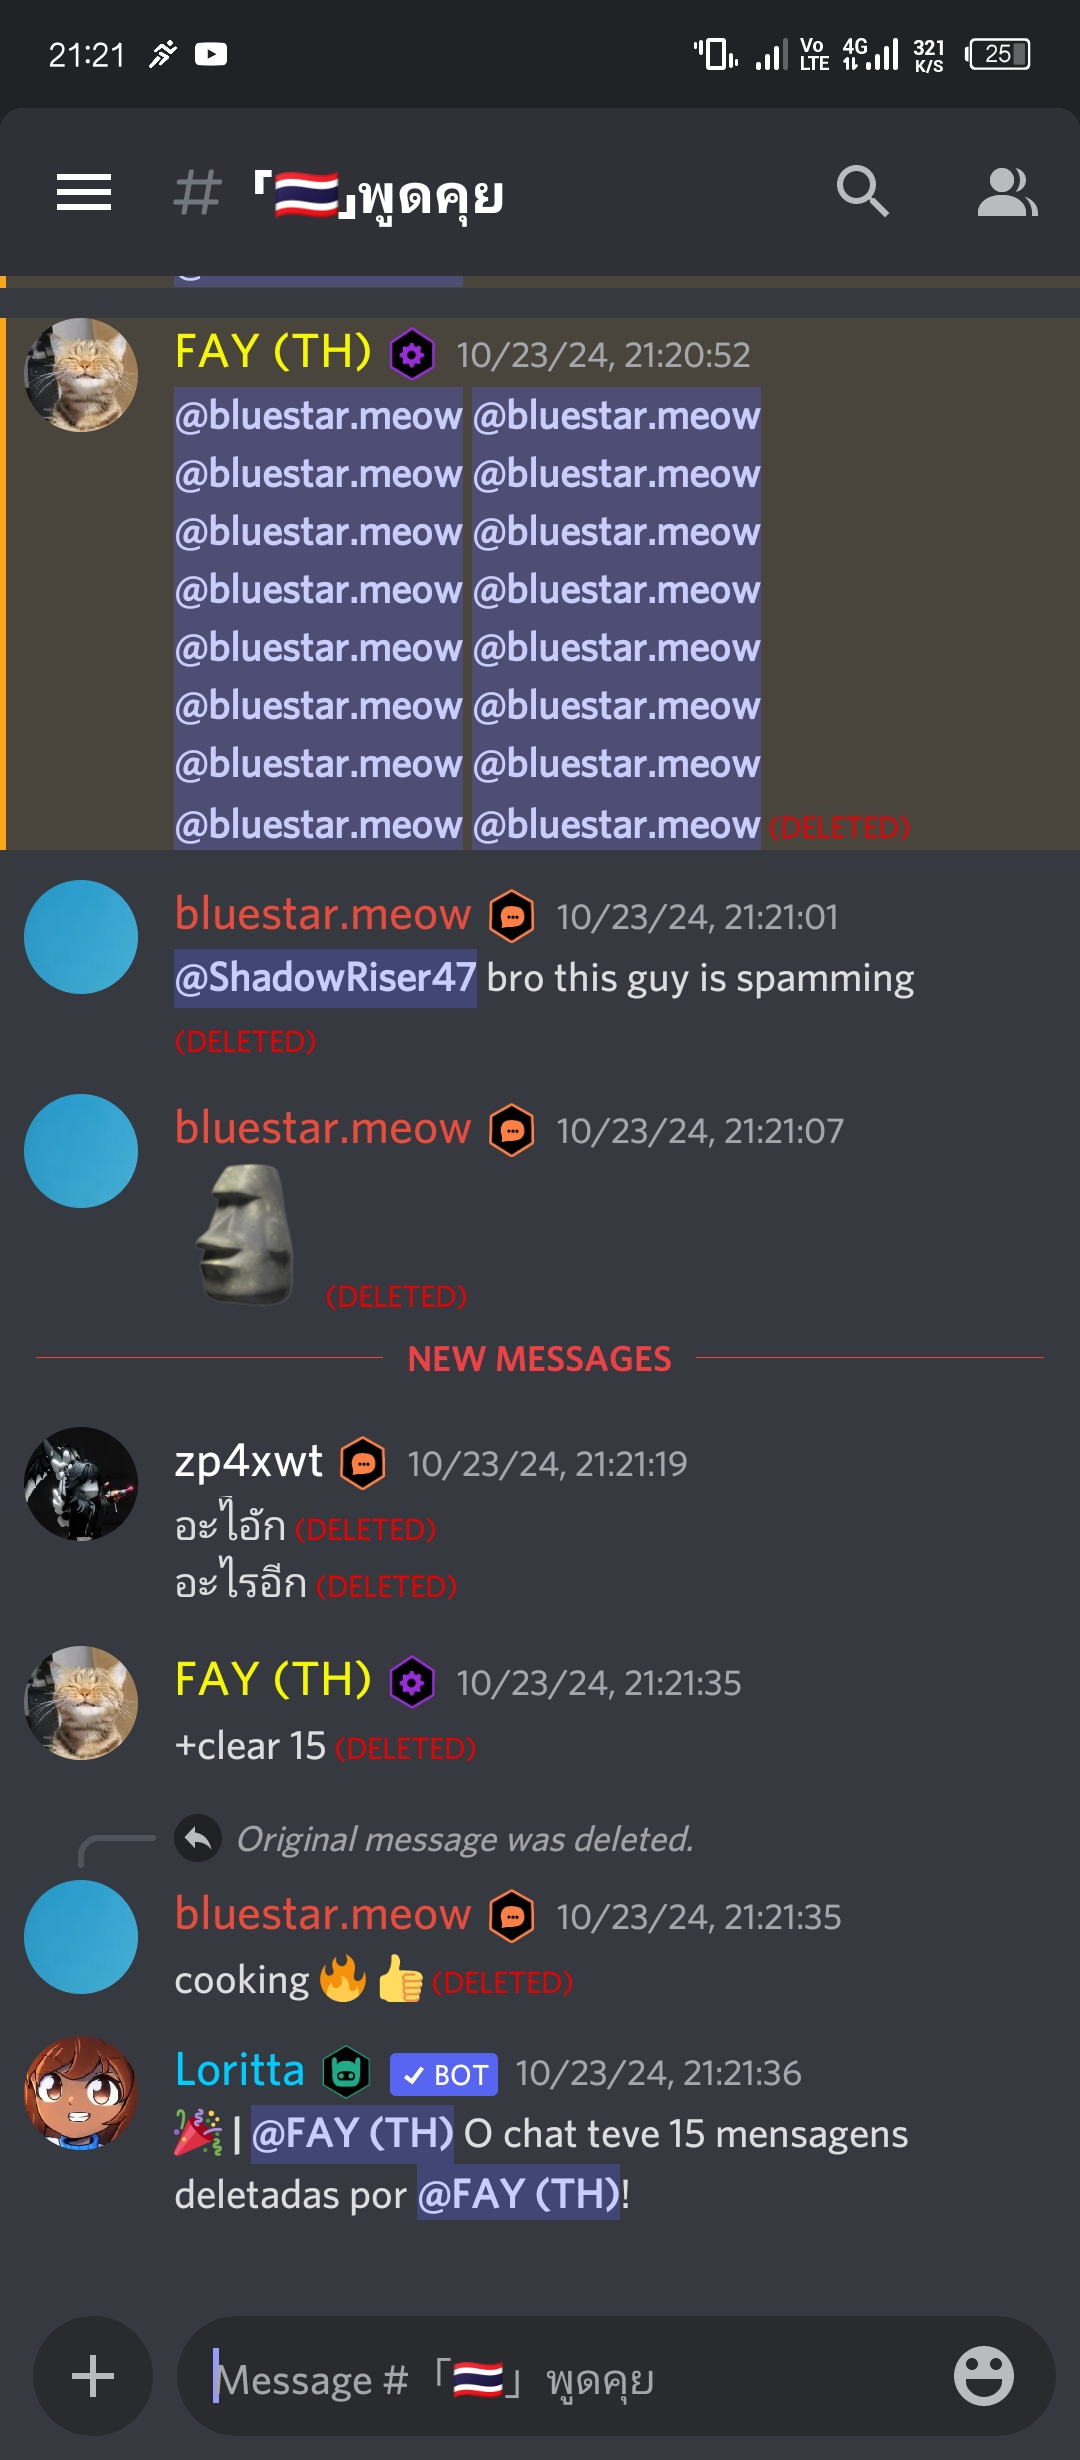 21:21 Vo LTE 4G 321 K/S 25
# 「🇹🇭」พูดคุย
FAY (TH) 10/23/24, 21:20:52
@bluestar.meow @bluestar.meow
@bluestar.meow @bluestar.meow
@bluestar.meow @bluestar.meow
@bluestar.meow @bluestar.meow
@bluestar.meow @bluestar.meow
@bluestar.meow @bluestar.meow
@bluestar.meow @bluestar.meow
@bluestar.meow @bluestar.meow (DELETED)
bluestar.meow 10/23/24, 21:21:01
@ShadowRiser47 bro this guy is spamming
(DELETED)
bluestar.meow 10/23/24, 21:21:07
🗿 (DELETED)
NEW MESSAGES
zp4xwt 10/23/24, 21:21:19
อะไอัก (DELETED)
อะไรอีก (DELETED)
FAY (TH) 10/23/24, 21:21:35
+clear 15 (DELETED)
Original message was deleted.
bluestar.meow 10/23/24, 21:21:35
cooking 🔥 👍 (DELETED)
Loritta ✓ BOT 10/23/24, 21:21:36
🎉 | @FAY (TH) O chat teve 15 mensagens
deletadas por @FAY (TH)!
Message #「🇹🇭」พูดคุย